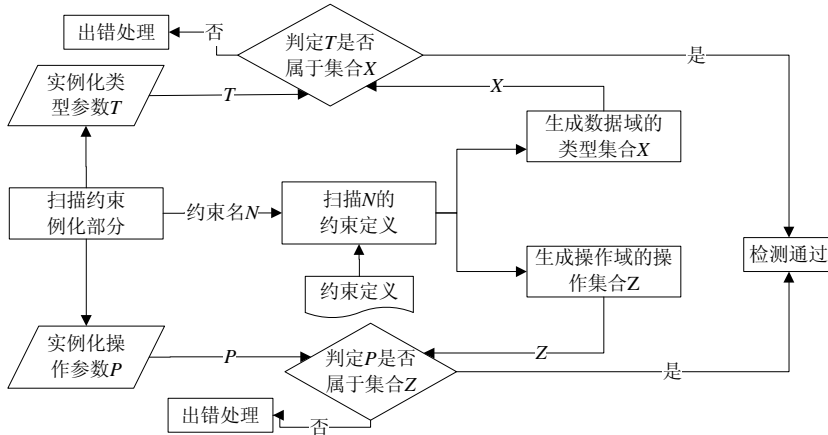 出错处理
否
判定T是否
属于集合X
是
实例化类
型参数T
T
X
生成数据域的
类型集合X
扫描约束
例化部分
约束名N
扫描N的
约束定义
检测通过
生成操作域的操
作集合Z
约束定义
实例化操
作参数P
P
判定P是否
属于集合Z
Z
是
出错处理
否